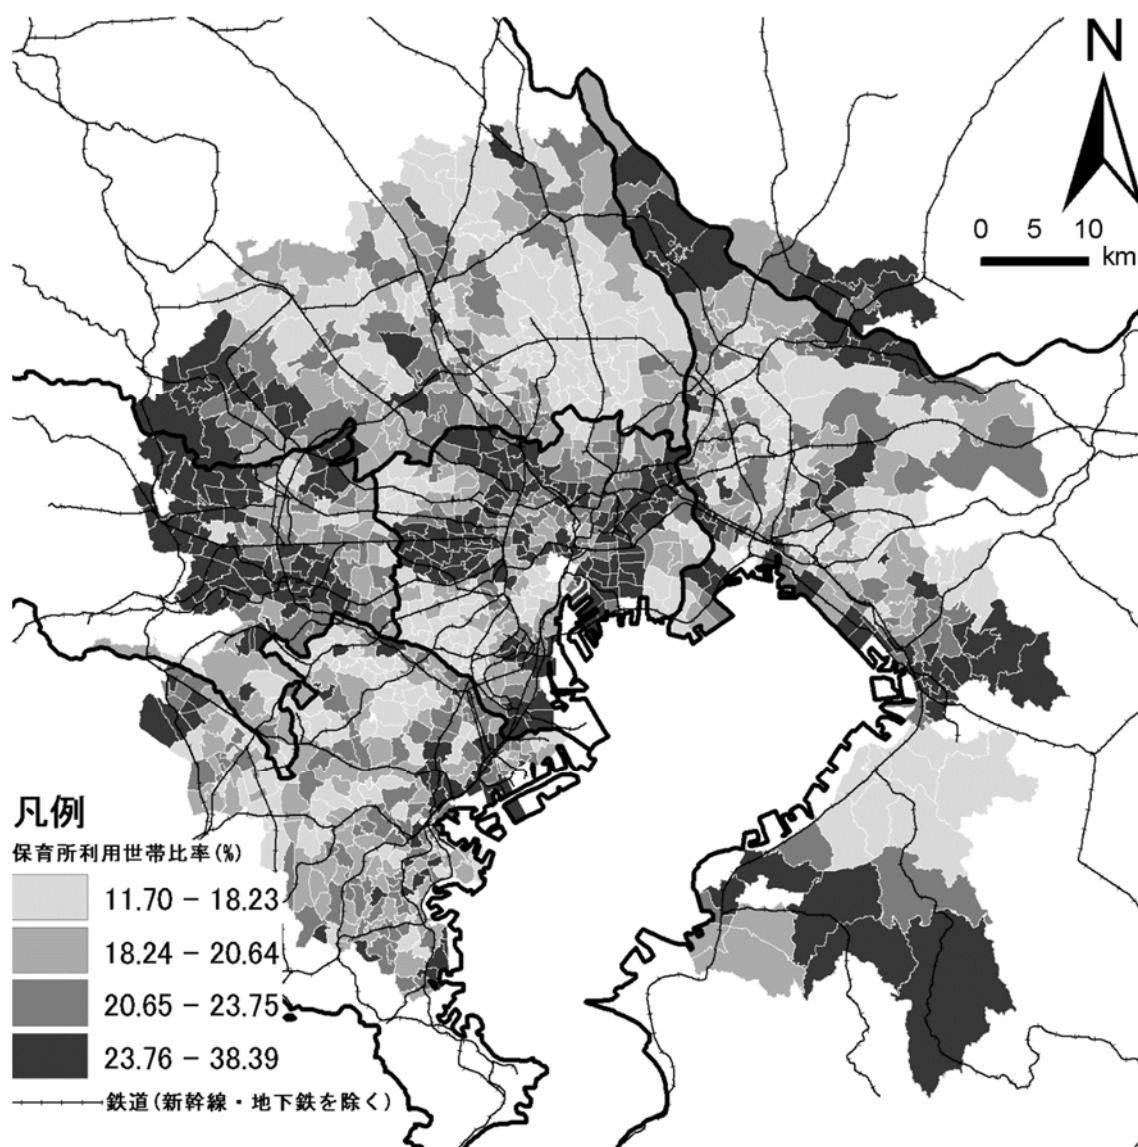 N
0 5 10
km
凡例
保育所利用世帯比率(%)
11.70 − 18.23
18.24 − 20.64
20.65 − 23.75
23.76 − 38.39
鉄道(新幹線・地下鉄を除く)